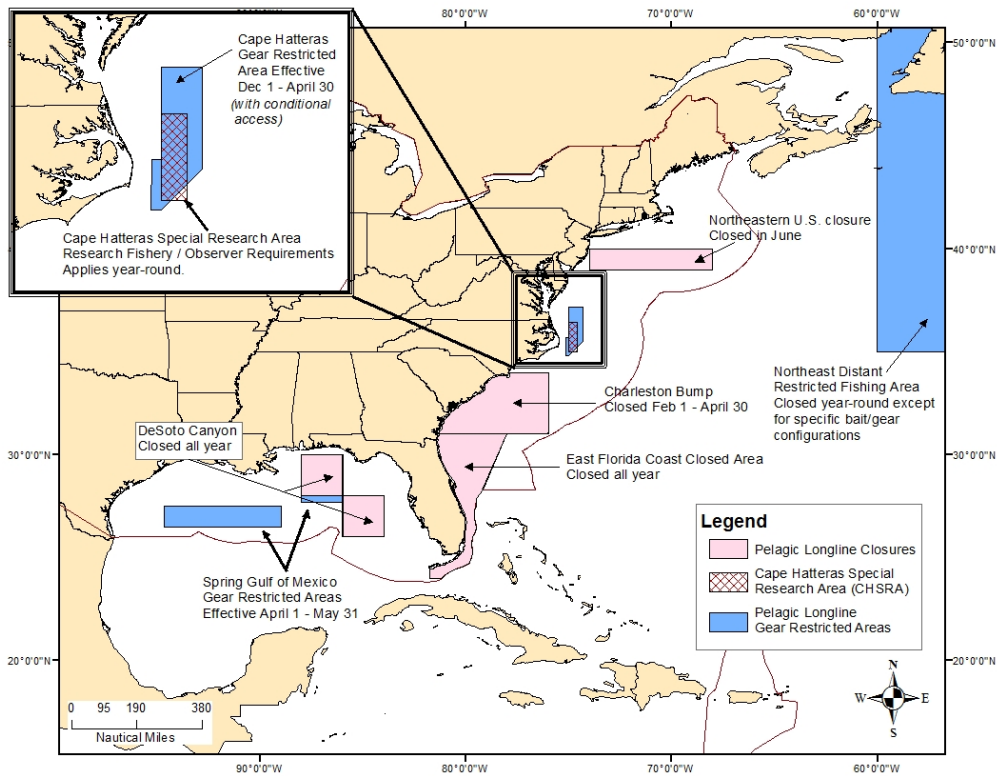 80°0'0"W
70°0'0"W
60°0'0"W
Cape Hatteras
Gear Restricted
Area Effective
Dec 1 - April 30
(with conditional
access)
Cape Hatteras Special Research Area
Research Fishery / Observer Requirements
Applies year-round.
50°0'0"N
Northeastern U.S. closure
Closed in June
40°0'0"N
40°0'0"N
Northeast Distant
Restricted Fishing Area
Closed year-round except
for specific bait/gear
configurations
Charleston Bump
Closed Feb 1 - April 30
DeSoto Canyon
Closed all year
30°0'0"N
30°0'0"N
East Florida Coast Closed Area
Closed all year
Spring Gulf of Mexico
Gear Restricted Areas
Effective April 1 - May 31
Legend
Pelagic Longline Closures
Cape Hatteras Special
Research Area (CHSRA)
Pelagic Longline
Gear Restricted Areas
20°0'0"N
20°0'0"N
N
W
E
S
0 95 190 380
Nautical Miles
90°0'0"W
80°0'0"W
70°0'0"W
60°0'0"W